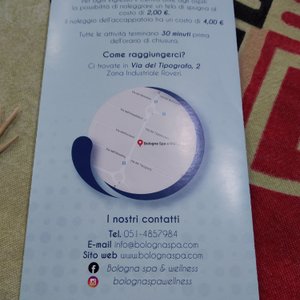 la possibilità di noleggiare un telo di spugna al
costo di 2,00 €.
Il noleggio dell'accappatoio ha un costo di 4,00 €
Tutte le attività terminano 30 minuti prima
dell'orario di chiusura.
Come raggiungerci?
Ci trovate in Via del Tipografo, 2
Zona Industriale Roveri.
Via del Tipografo
Bologna Spa
I nostri contatti
Tel. 051-4857984
E-mail info@bolognaspa.com
Sito web www.bolognaspa.com
Bologna spa & wellness
bolognaspawellness